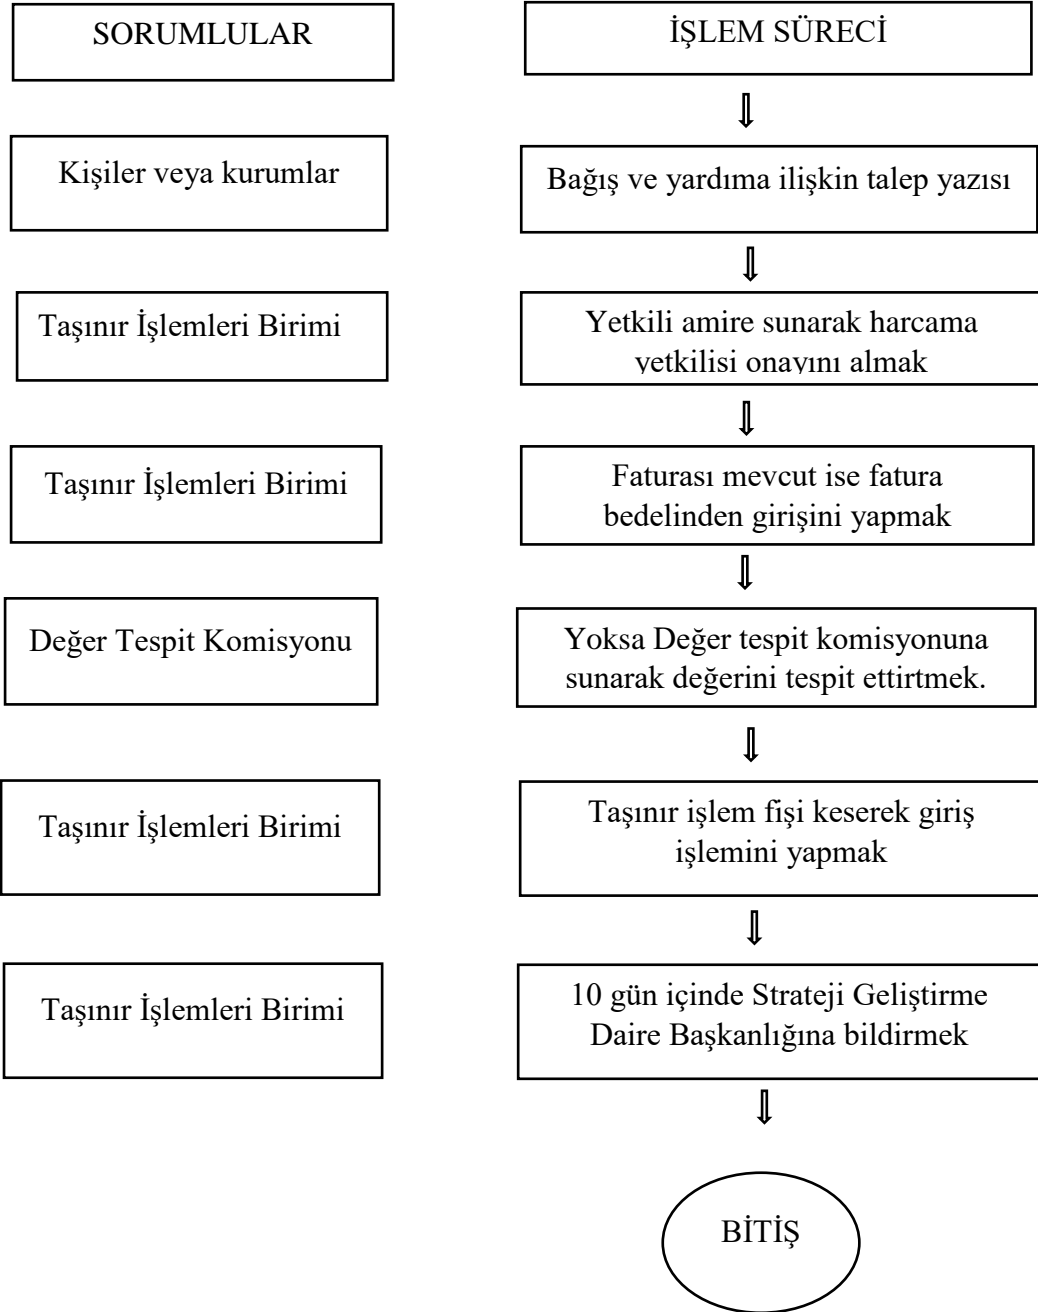 SORUMLULAR
İŞLEM SÜRECİ
Kişiler veya kurumlar
Bağış ve yardıma ilişkin talep yazısı
Taşınır İşlemleri Birimi
Yetkili amire sunarak harcama
yetkilisi onayını almak
Taşınır İşlemleri Birimi
Faturası mevcut ise fatura
bedelinden girişini yapmak
Değer Tespit Komisyonu
Yoksa Değer tespit komisyonuna
sunarak değerini tespit ettirtmek.
Taşınır İşlemleri Birimi
Taşınır işlem fişi keserek giriş
işlemini yapmak
Taşınır İşlemleri Birimi
10 gün içinde Strateji Geliştirme
Daire Başkanlığına bildirmek
BİTİŞ